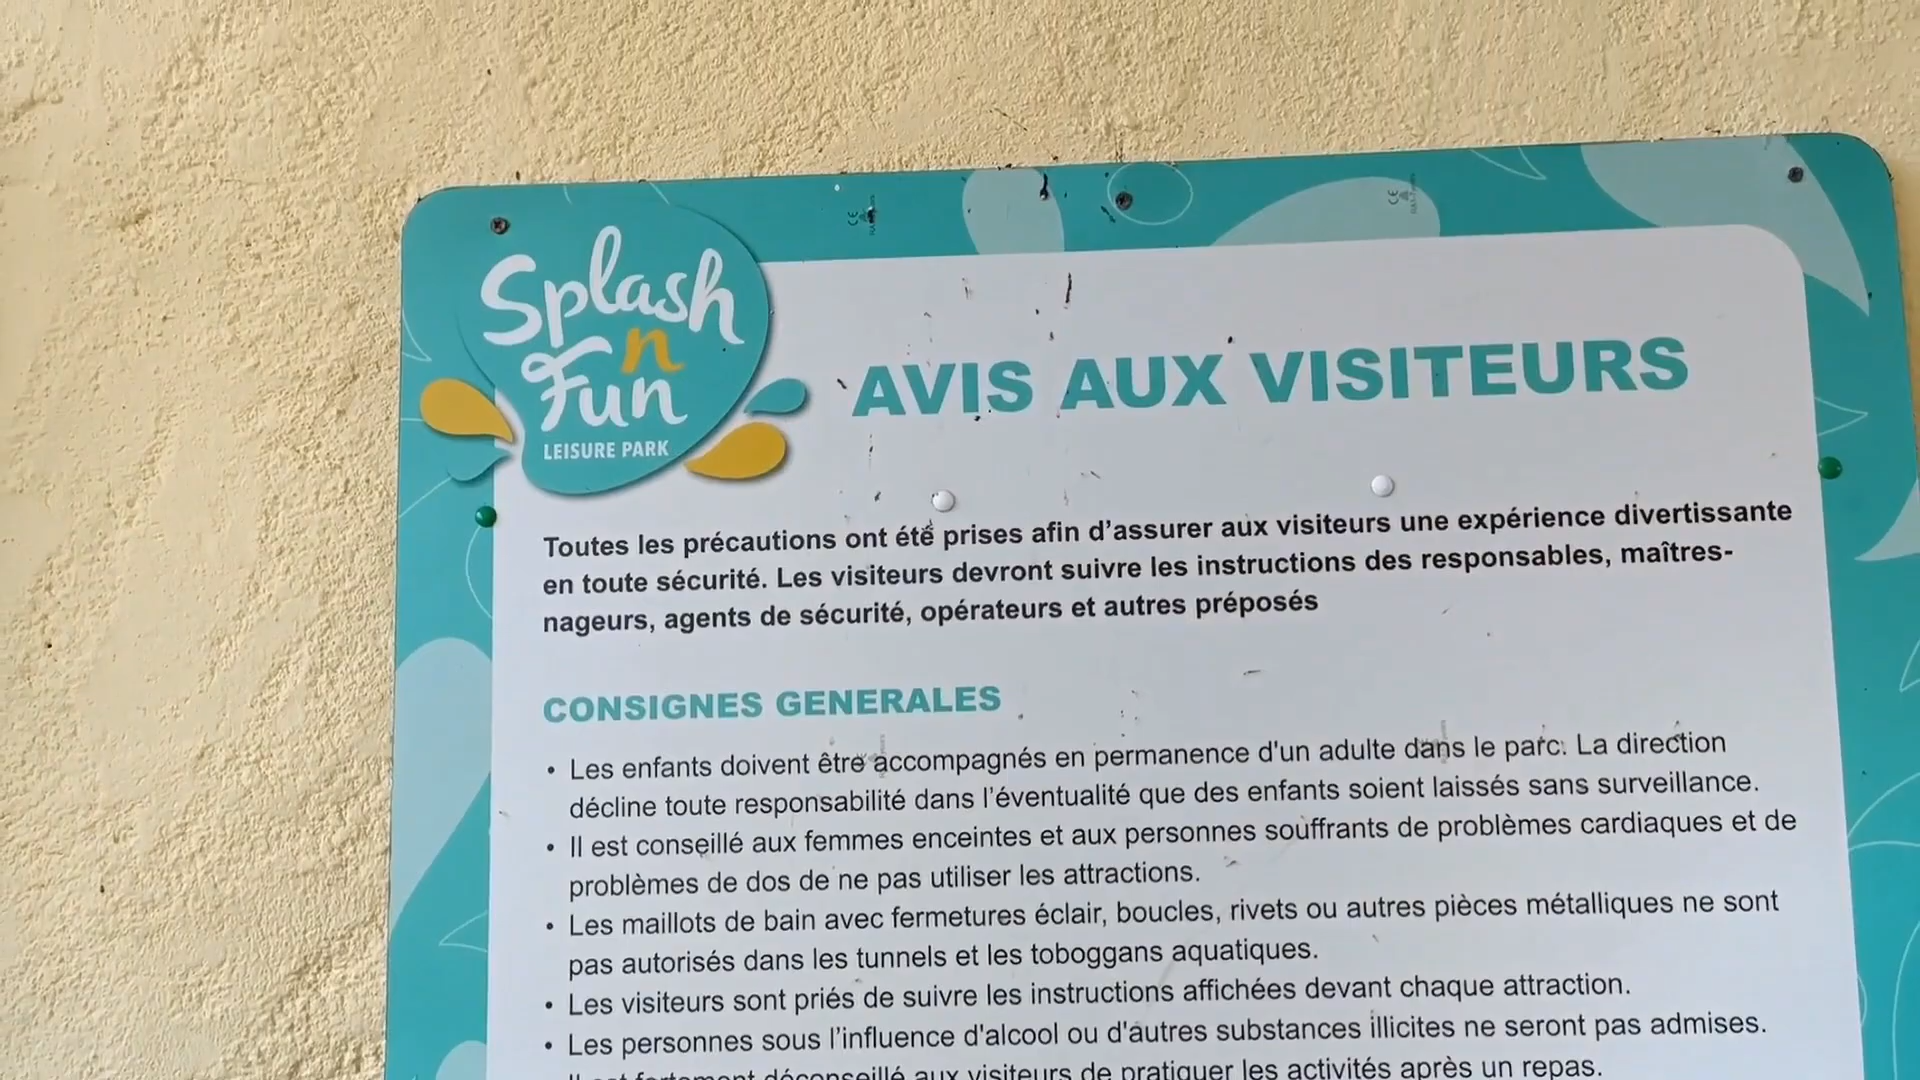 Splash
n
Fun
LEISURE PARK
AVIS AUX VISITEURS
Toutes les précautions ont été prises afin d’assurer aux visiteurs une expérience divertissante
en toute sécurité. Les visiteurs devront suivre les instructions des responsables, maîtres-
nageurs, agents de sécurité, opérateurs et autres préposés
CONSIGNES GENERALES
• Les enfants doivent être accompagnés en permanence d'un adulte dans le parc. La direction
décline toute responsabilité dans l’éventualité que des enfants soient laissés sans surveillance.
• Il est conseillé aux femmes enceintes et aux personnes souffrants de problèmes cardiaques et de
problèmes de dos de ne pas utiliser les attractions.
• Les maillots de bain avec fermetures éclair, boucles, rivets ou autres pièces métalliques ne sont
pas autorisés dans les tunnels et les toboggans aquatiques.
• Les visiteurs sont priés de suivre les instructions affichées devant chaque attraction.
• Les personnes sous l’influence d'alcool ou d'autres substances illicites ne seront pas admises.
Il est fortement déconseillé aux visiteurs de pratiquer les activités après un repas.